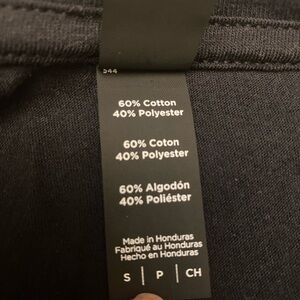 544
60% Cotton
40% Polyester
60% Coton
40% Polyester
60% Algodón
40% Poliéster
Made in Honduras
Fabriqué au Honduras
Hecho en Honduras
S | P | CH